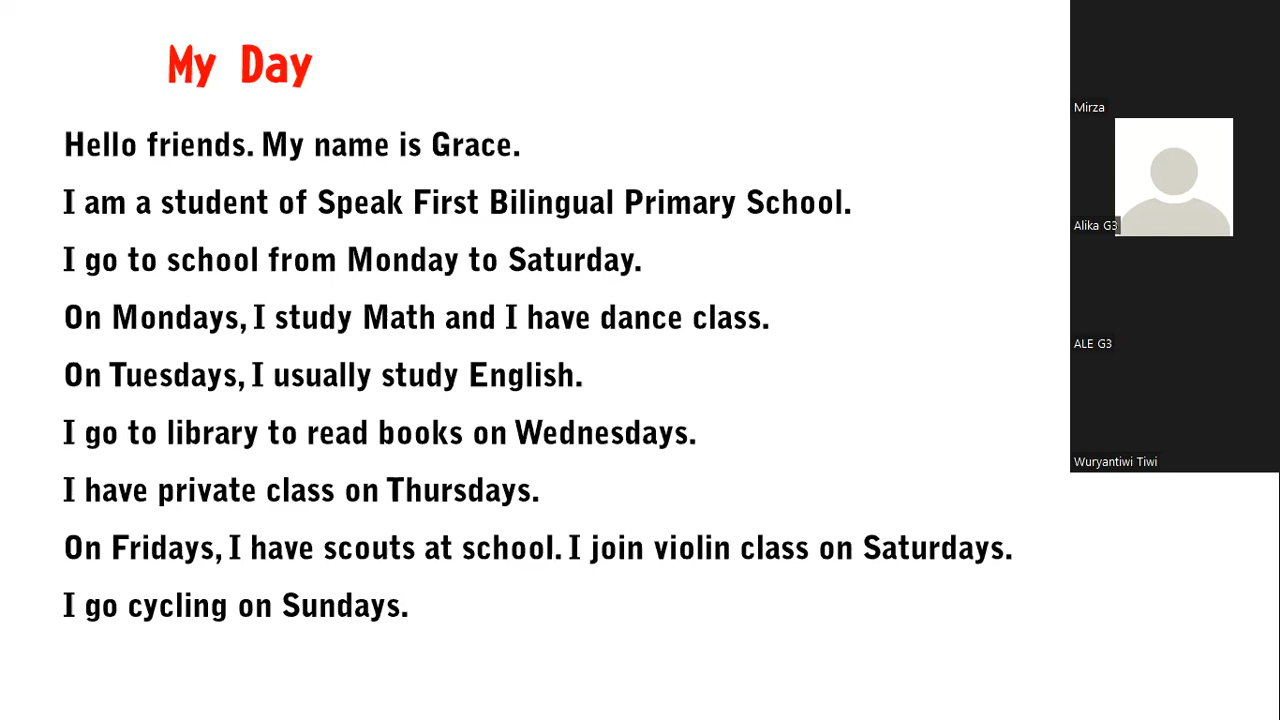 My Day
Hello friends. My name is Grace.
I am a student of Speak First Bilingual Primary School.
I go to school from Monday to Saturday.
On Mondays, I study Math and I have dance class.
On Tuesdays, I usually study English.
I go to library to read books on Wednesdays.
I have private class on Thursdays.
On Fridays, I have scouts at school. I join violin class on Saturdays.
I go cycling on Sundays.
Mirza
Alika G3
ALE G3
Wuryantiwi Tiwi